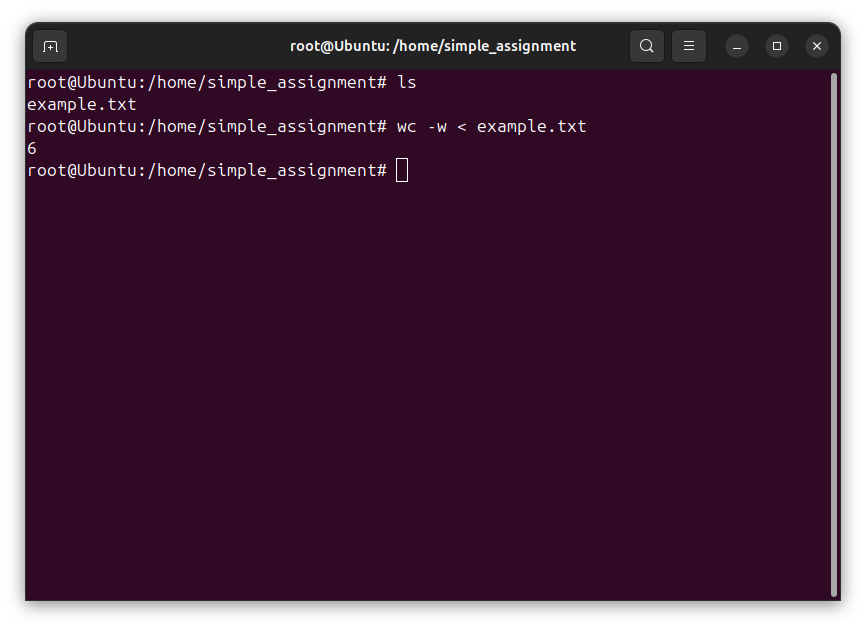 root@Ubuntu: /home/simple_assignment
root@Ubuntu:/home/simple_assignment# ls
example.txt
root@Ubuntu:/home/simple_assignment# wc -w < example.txt
6
root@Ubuntu:/home/simple_assignment#